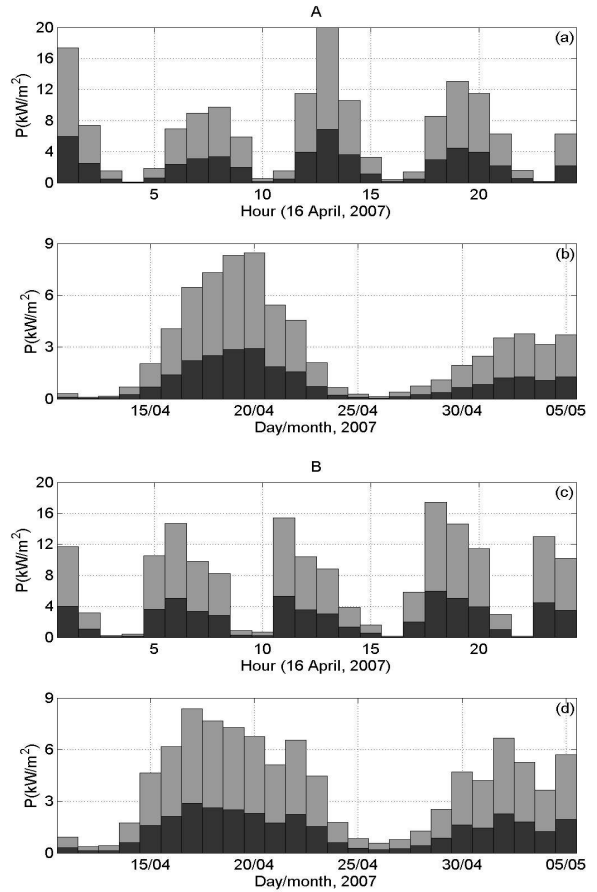 A
(a)
P(kW/m²)
20
16
12
8
4
0
5 10 15 20
Hour (16 April, 2007)
(b)
P(kW/m²)
9
6
3
0
15/04 20/04 25/04 30/04 05/05
Day/month, 2007
B
(c)
P(kW/m²)
20
16
12
8
4
0
5 10 15 20
Hour (16 April, 2007)
(d)
P(kW/m²)
9
6
3
0
15/04 20/04 25/04 30/04 05/05
Day/month, 2007